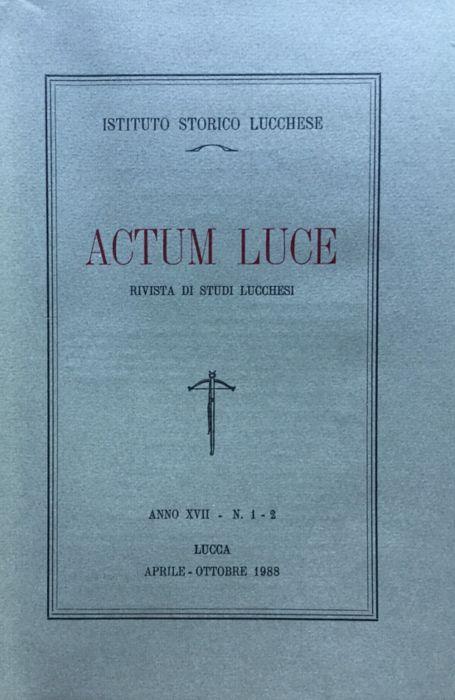 ISTITUTO STORICO LUCCHESE
ACTUM LUCE
RIVISTA DI STUDI LUCCHESI
ANNO XVII - N. 1 - 2
LUCCA
APRILE - OTTOBRE 1988